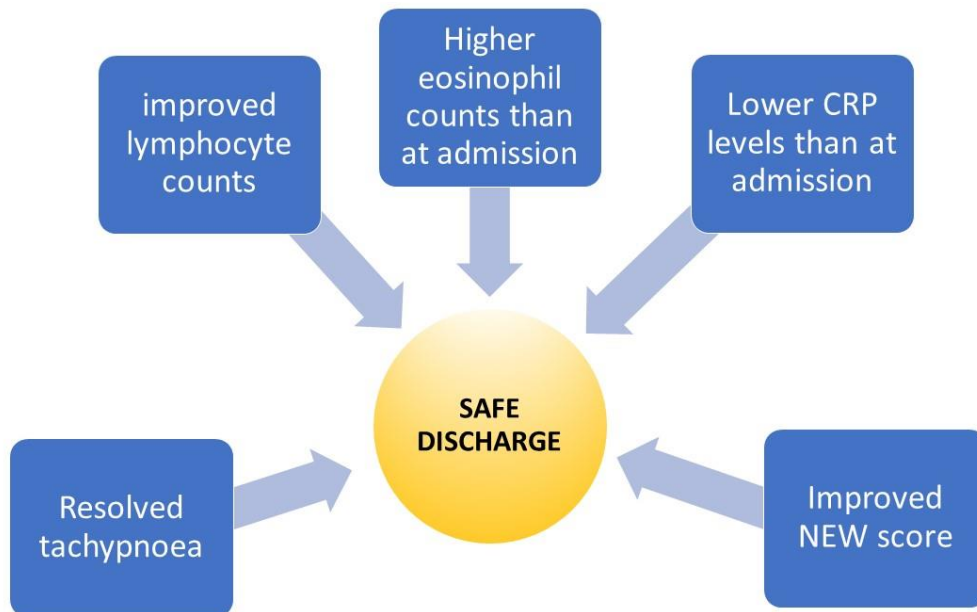 improved
lymphocyte
counts
Higher
eosinophil
counts than
at admission
Lower CRP
levels than at
admission
SAFE
DISCHARGE
Resolved
tachypnoea
Improved
NEW score